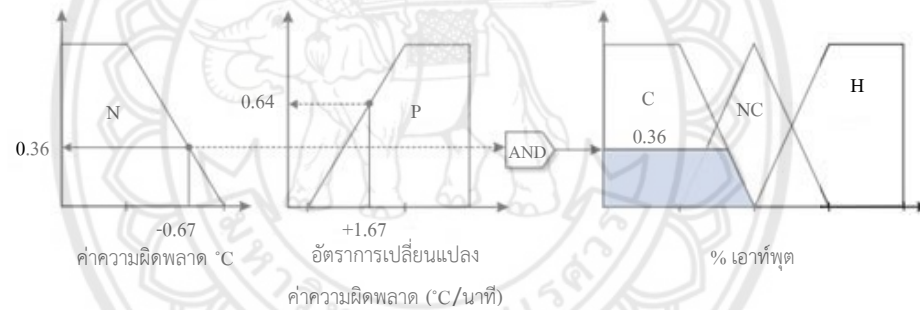 N
0.36
-0.67
ค่าความผิดพลาด °C
0.64
P
+1.67
อัตราการเปลี่ยนแปลง
ค่าความผิดพลาด (°C/นาที)
AND
C
0.36
NC
H
% เอาท์พุต